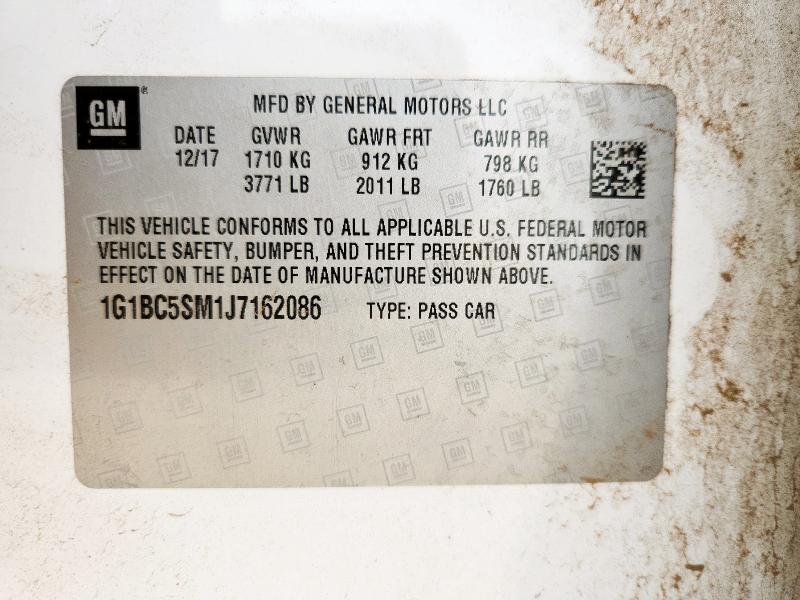 GM®
MFD BY GENERAL MOTORS LLC
DATE GVWR GAWR FRT GAWR RR
12/17 1710 KG 912 KG 798 KG
3771 LB 2011 LB 1760 LB
THIS VEHICLE CONFORMS TO ALL APPLICABLE U.S. FEDERAL MOTOR
VEHICLE SAFETY, BUMPER, AND THEFT PREVENTION STANDARDS IN
EFFECT ON THE DATE OF MANUFACTURE SHOWN ABOVE.
1G1BC5SM1J7162086 TYPE: PASS CAR